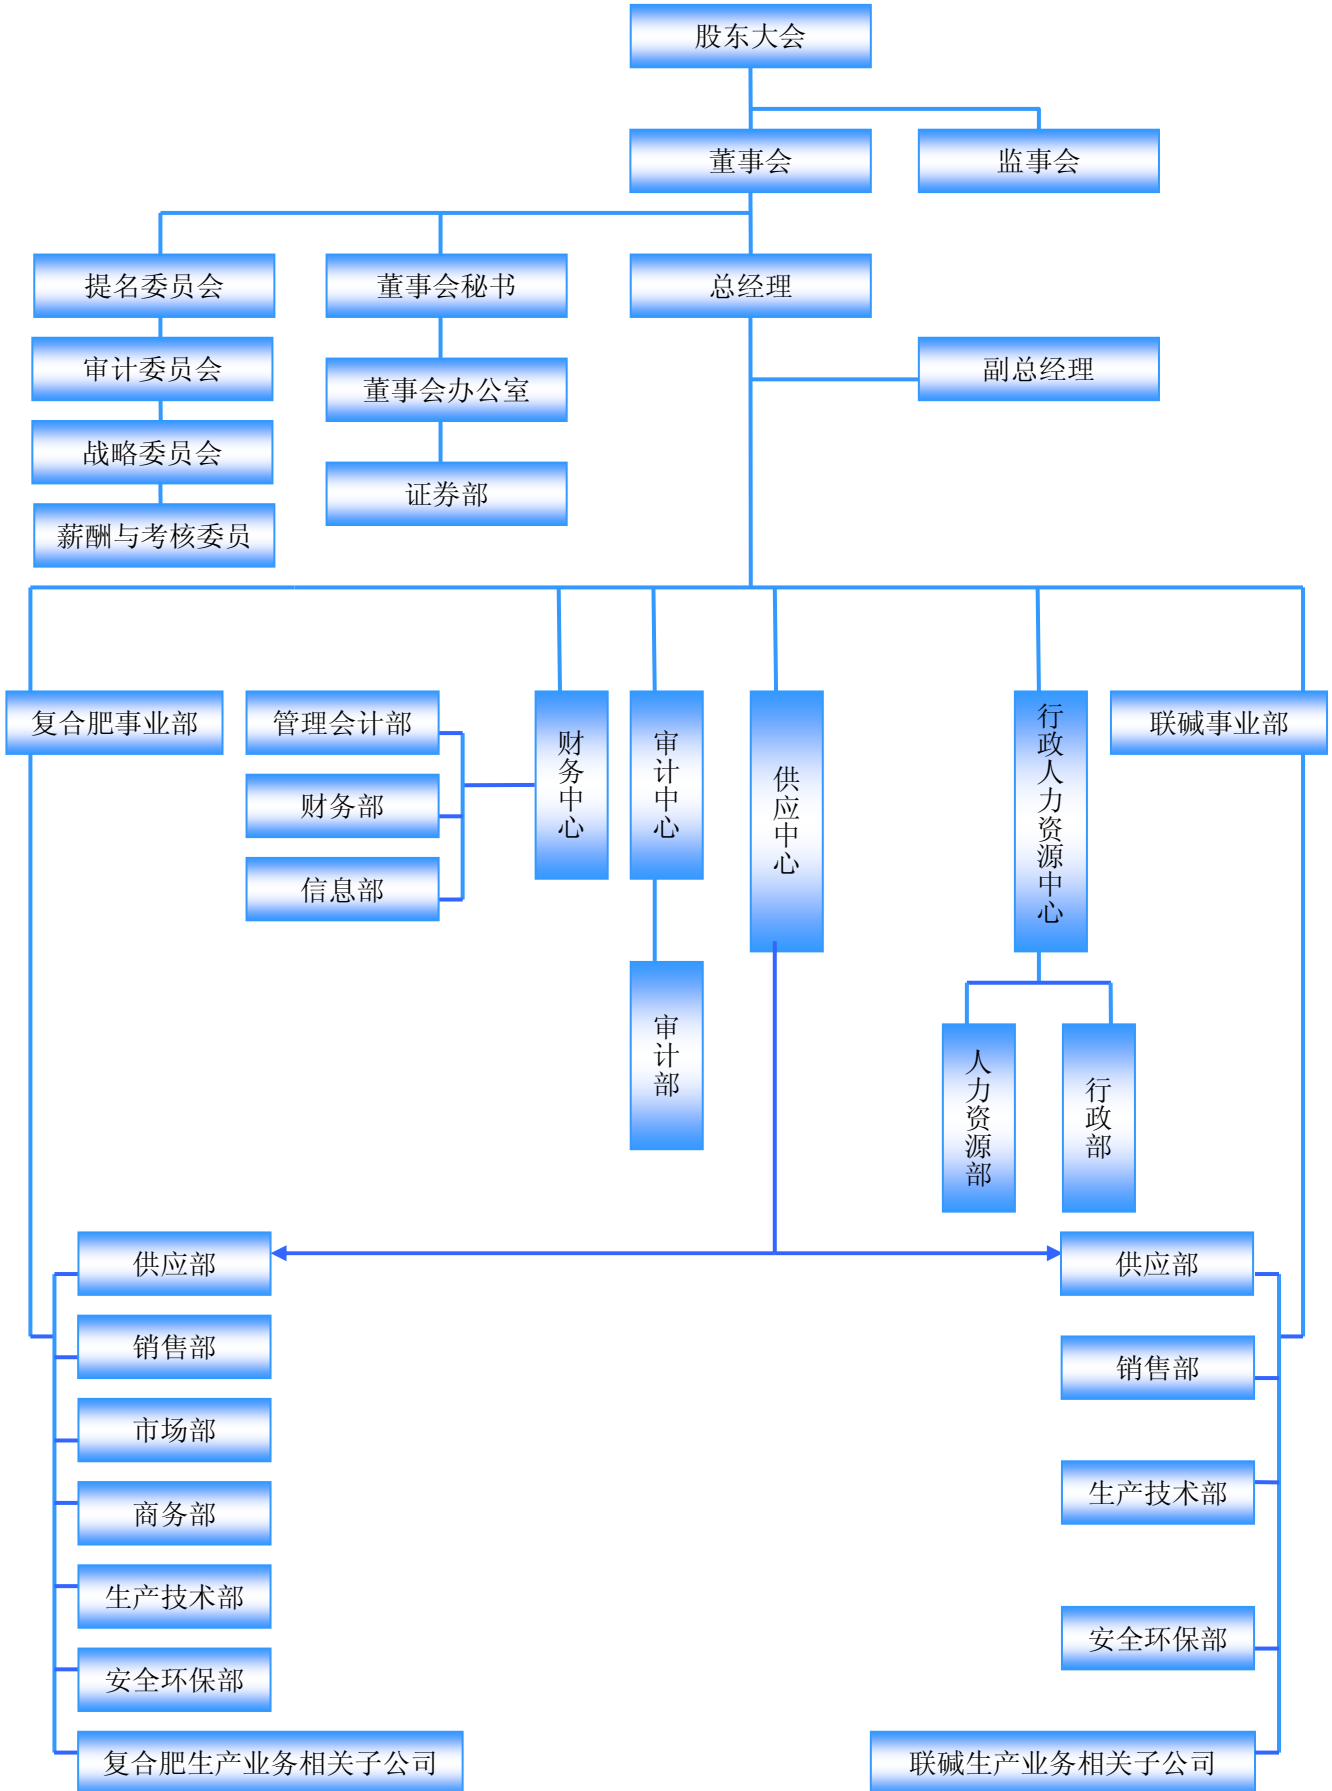 股东大会
董事会
监事会
提名委员会
董事会秘书
总经理
审计委员会
董事会办公室
副总经理
战略委员会
证券部
薪酬与考核委员
复合肥事业部
管理会计部
财务部
信息部
财务中心
审计中心
供应中心
行政人力资源中心
联碱事业部
审计部
人力资源部
行政部
供应部
销售部
市场部
商务部
生产技术部
安全环保部
复合肥生产业务相关子公司
供应部
销售部
生产技术部
安全环保部
联碱生产业务相关子公司